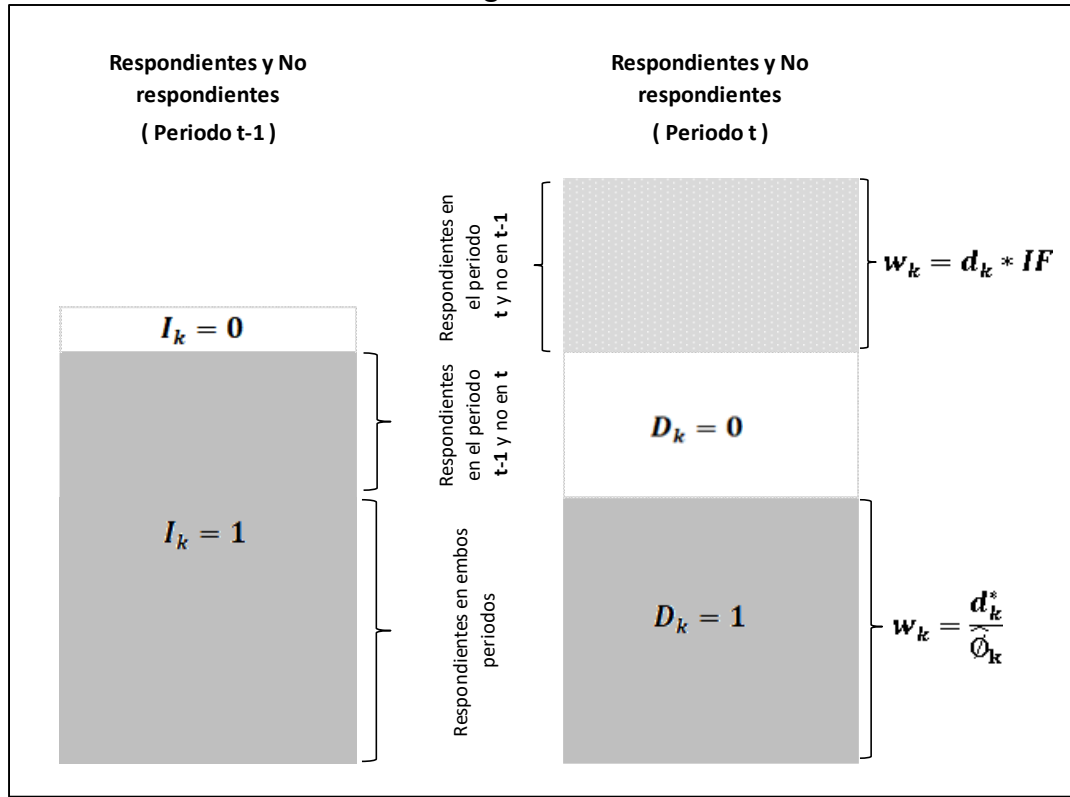 Respondientes y No
respondientes
( Periodo t-1 )
Respondientes y No
respondientes
( Periodo t )
I_k = 0
I_k = 1
Respondientes en
el periodo
t y no en t-1
Respondientes
en el periodo
t-1 y no en t
Respondientes en embos
periodos
D_k = 0
D_k = 1
w_k = d_k * IF
w_k = d_k^* / \hat{Ø}_k